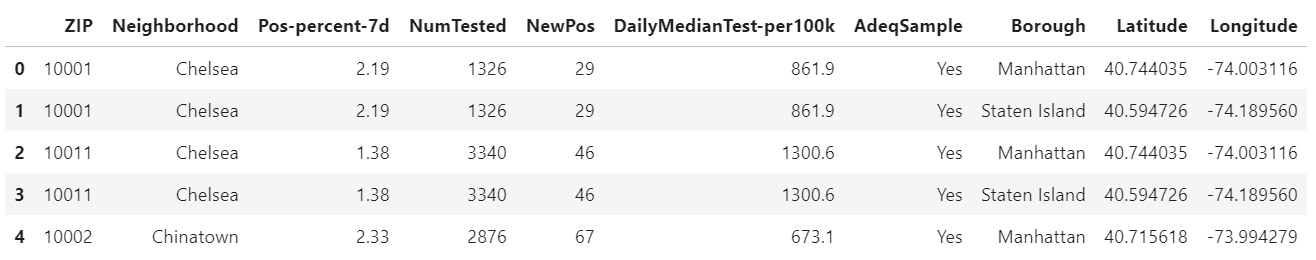 ZIP Neighborhood Pos-percent-7d NumTested NewPos DailyMedianTest-per100k AdeqSample Borough Latitude Longitude
0 10001 Chelsea 2.19 1326 29 861.9 Yes Manhattan 40.744035 -74.003116
1 10001 Chelsea 2.19 1326 29 861.9 Yes Staten Island 40.594726 -74.189560
2 10011 Chelsea 1.38 3340 46 1300.6 Yes Manhattan 40.744035 -74.003116
3 10011 Chelsea 1.38 3340 46 1300.6 Yes Staten Island 40.594726 -74.189560
4 10002 Chinatown 2.33 2876 67 673.1 Yes Manhattan 40.715618 -73.994279